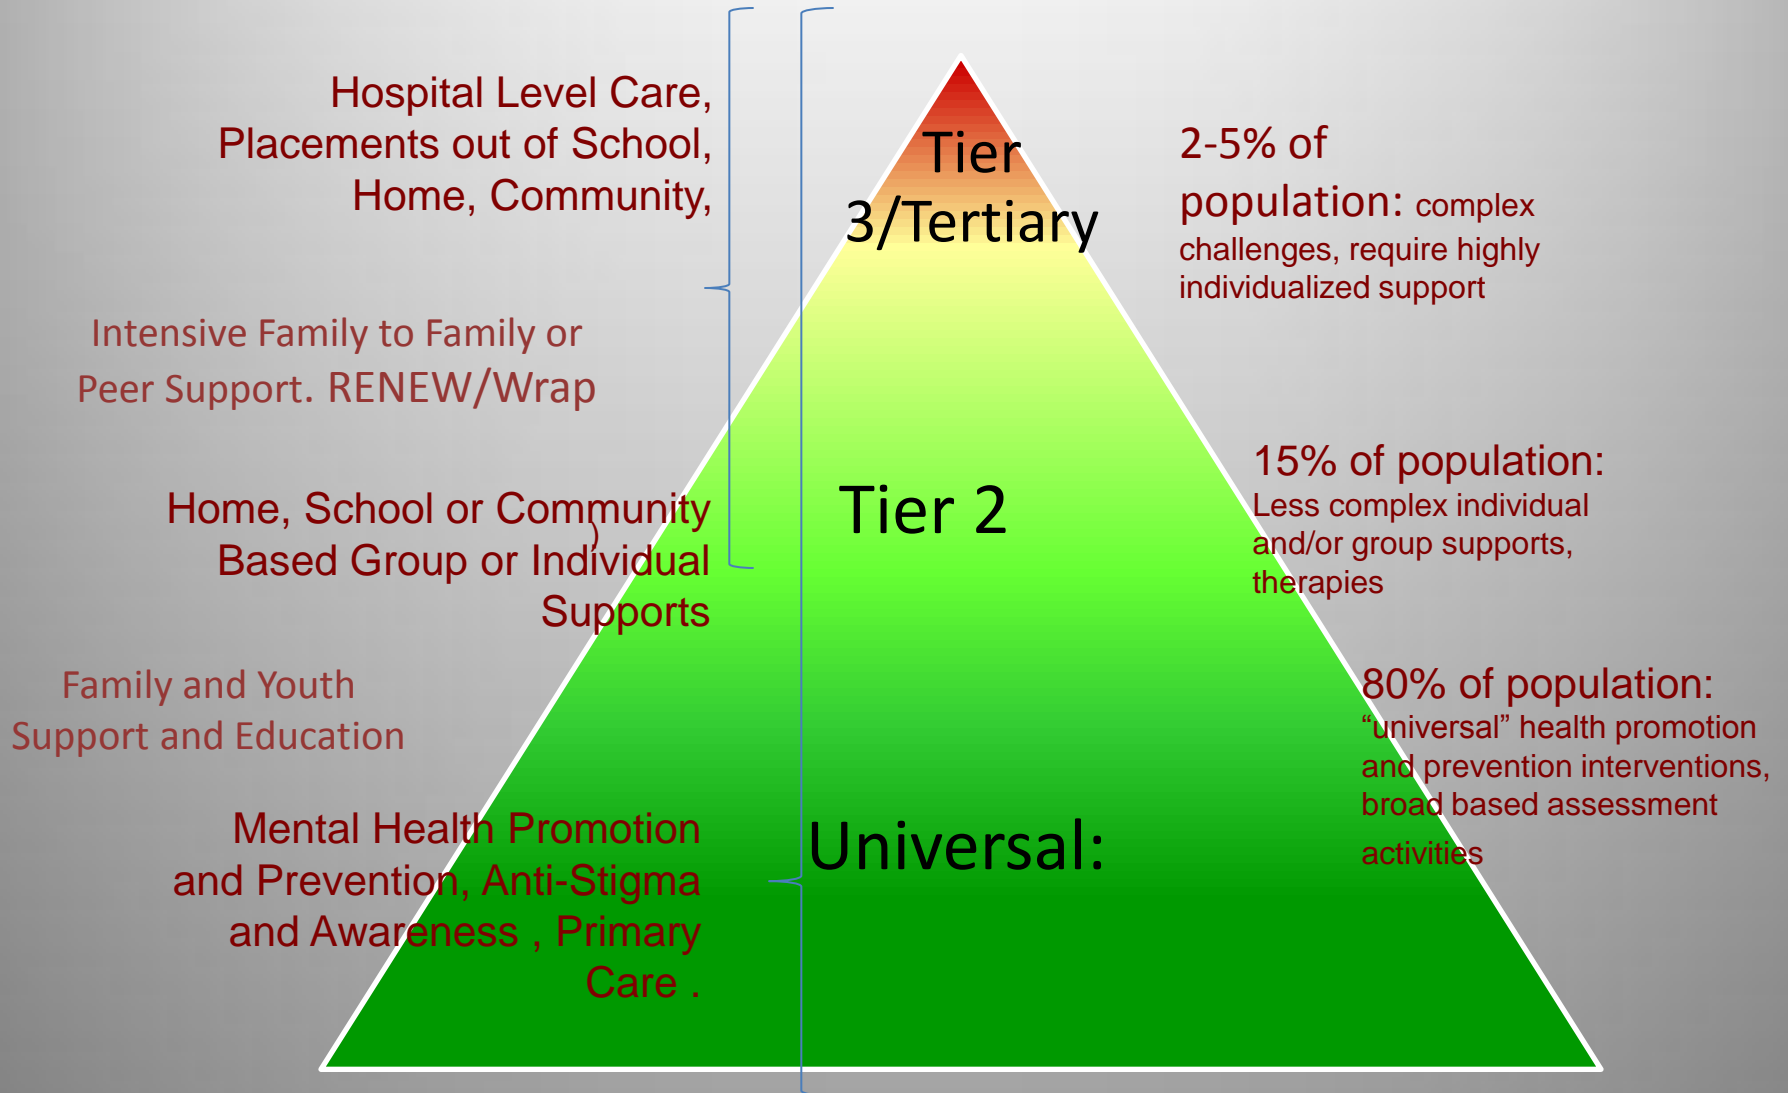 Hospital Level Care,
Placements out of School,
Home, Community,
Intensive Family to Family or
Peer Support. RENEW/Wrap
Home, School or Community
)
Based Group or Individual
Supports
Family and Youth
Support and Education
Mental Health Promotion
and Prevention, Anti-Stigma
and Awareness , Primary
Care .
Tier
3/Tertiary
Tier 2
Universal:
2-5% of
population: complex
challenges, require highly
individualized support
15% of population:
Less complex individual
and/or group supports,
therapies
80% of population:
“universal” health promotion
and prevention interventions,
broad based assessment
activities